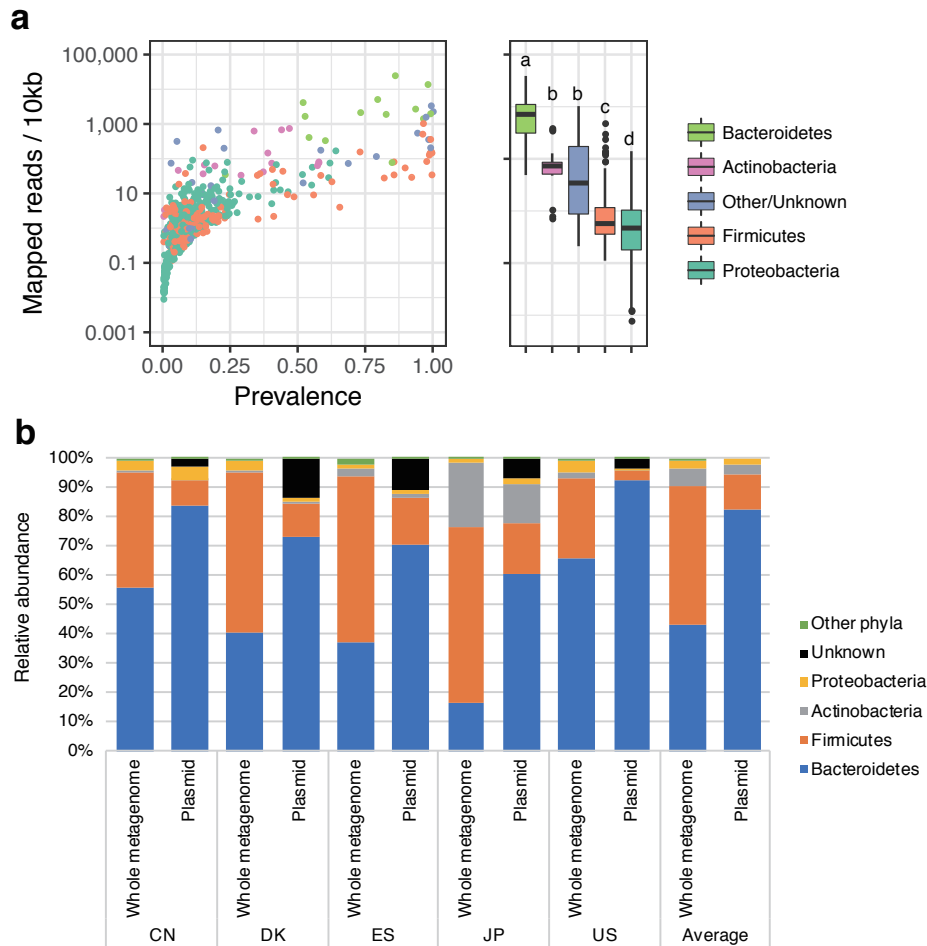 a
Mapped reads / 10kb
100,000
1,000
10
0.1
0.001
0.00 0.25 0.50 0.75 1.00
Prevalence
a
b b
c
d
Bacteroidetes
Actinobacteria
Other/Unknown
Firmicutes
Proteobacteria
b
Relative abundance
100%
90%
80%
70%
60%
50%
40%
30%
20%
10%
0%
Whole metagenome
Plasmid
Whole metagenome
Plasmid
Whole metagenome
Plasmid
Whole metagenome
Plasmid
Whole metagenome
Plasmid
Whole metagenome
Plasmid
CN DK ES JP US Average
Other phyla
Unknown
Proteobacteria
Actinobacteria
Firmicutes
Bacteroidetes